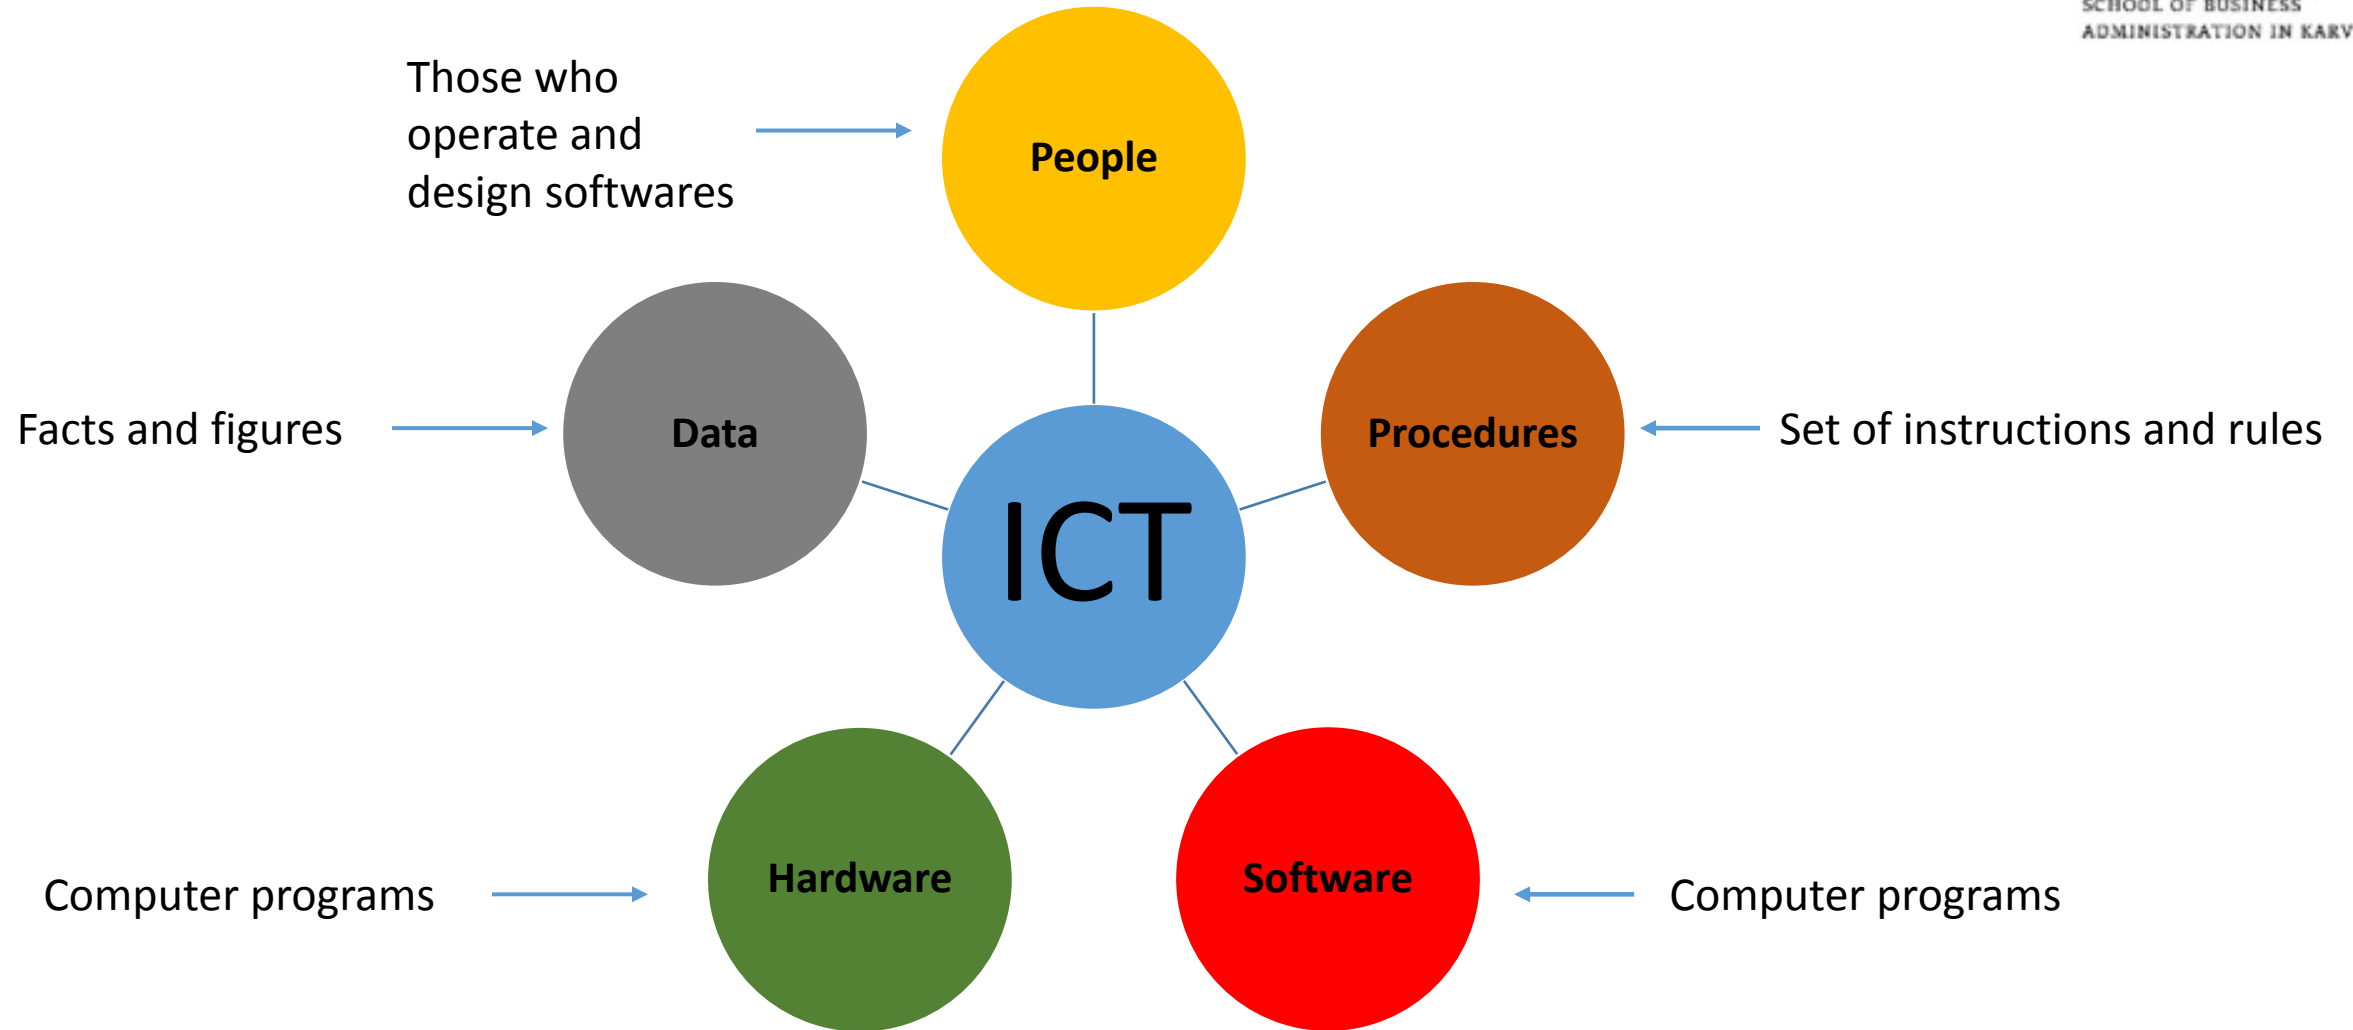 SCHOOL OF BUSINESS
ADMINISTRATION IN KARV
Those who
operate and
design softwares
People
Facts and figures
Data
Procedures
Set of instructions and rules
ICT
Computer programs
Hardware
Software
Computer programs